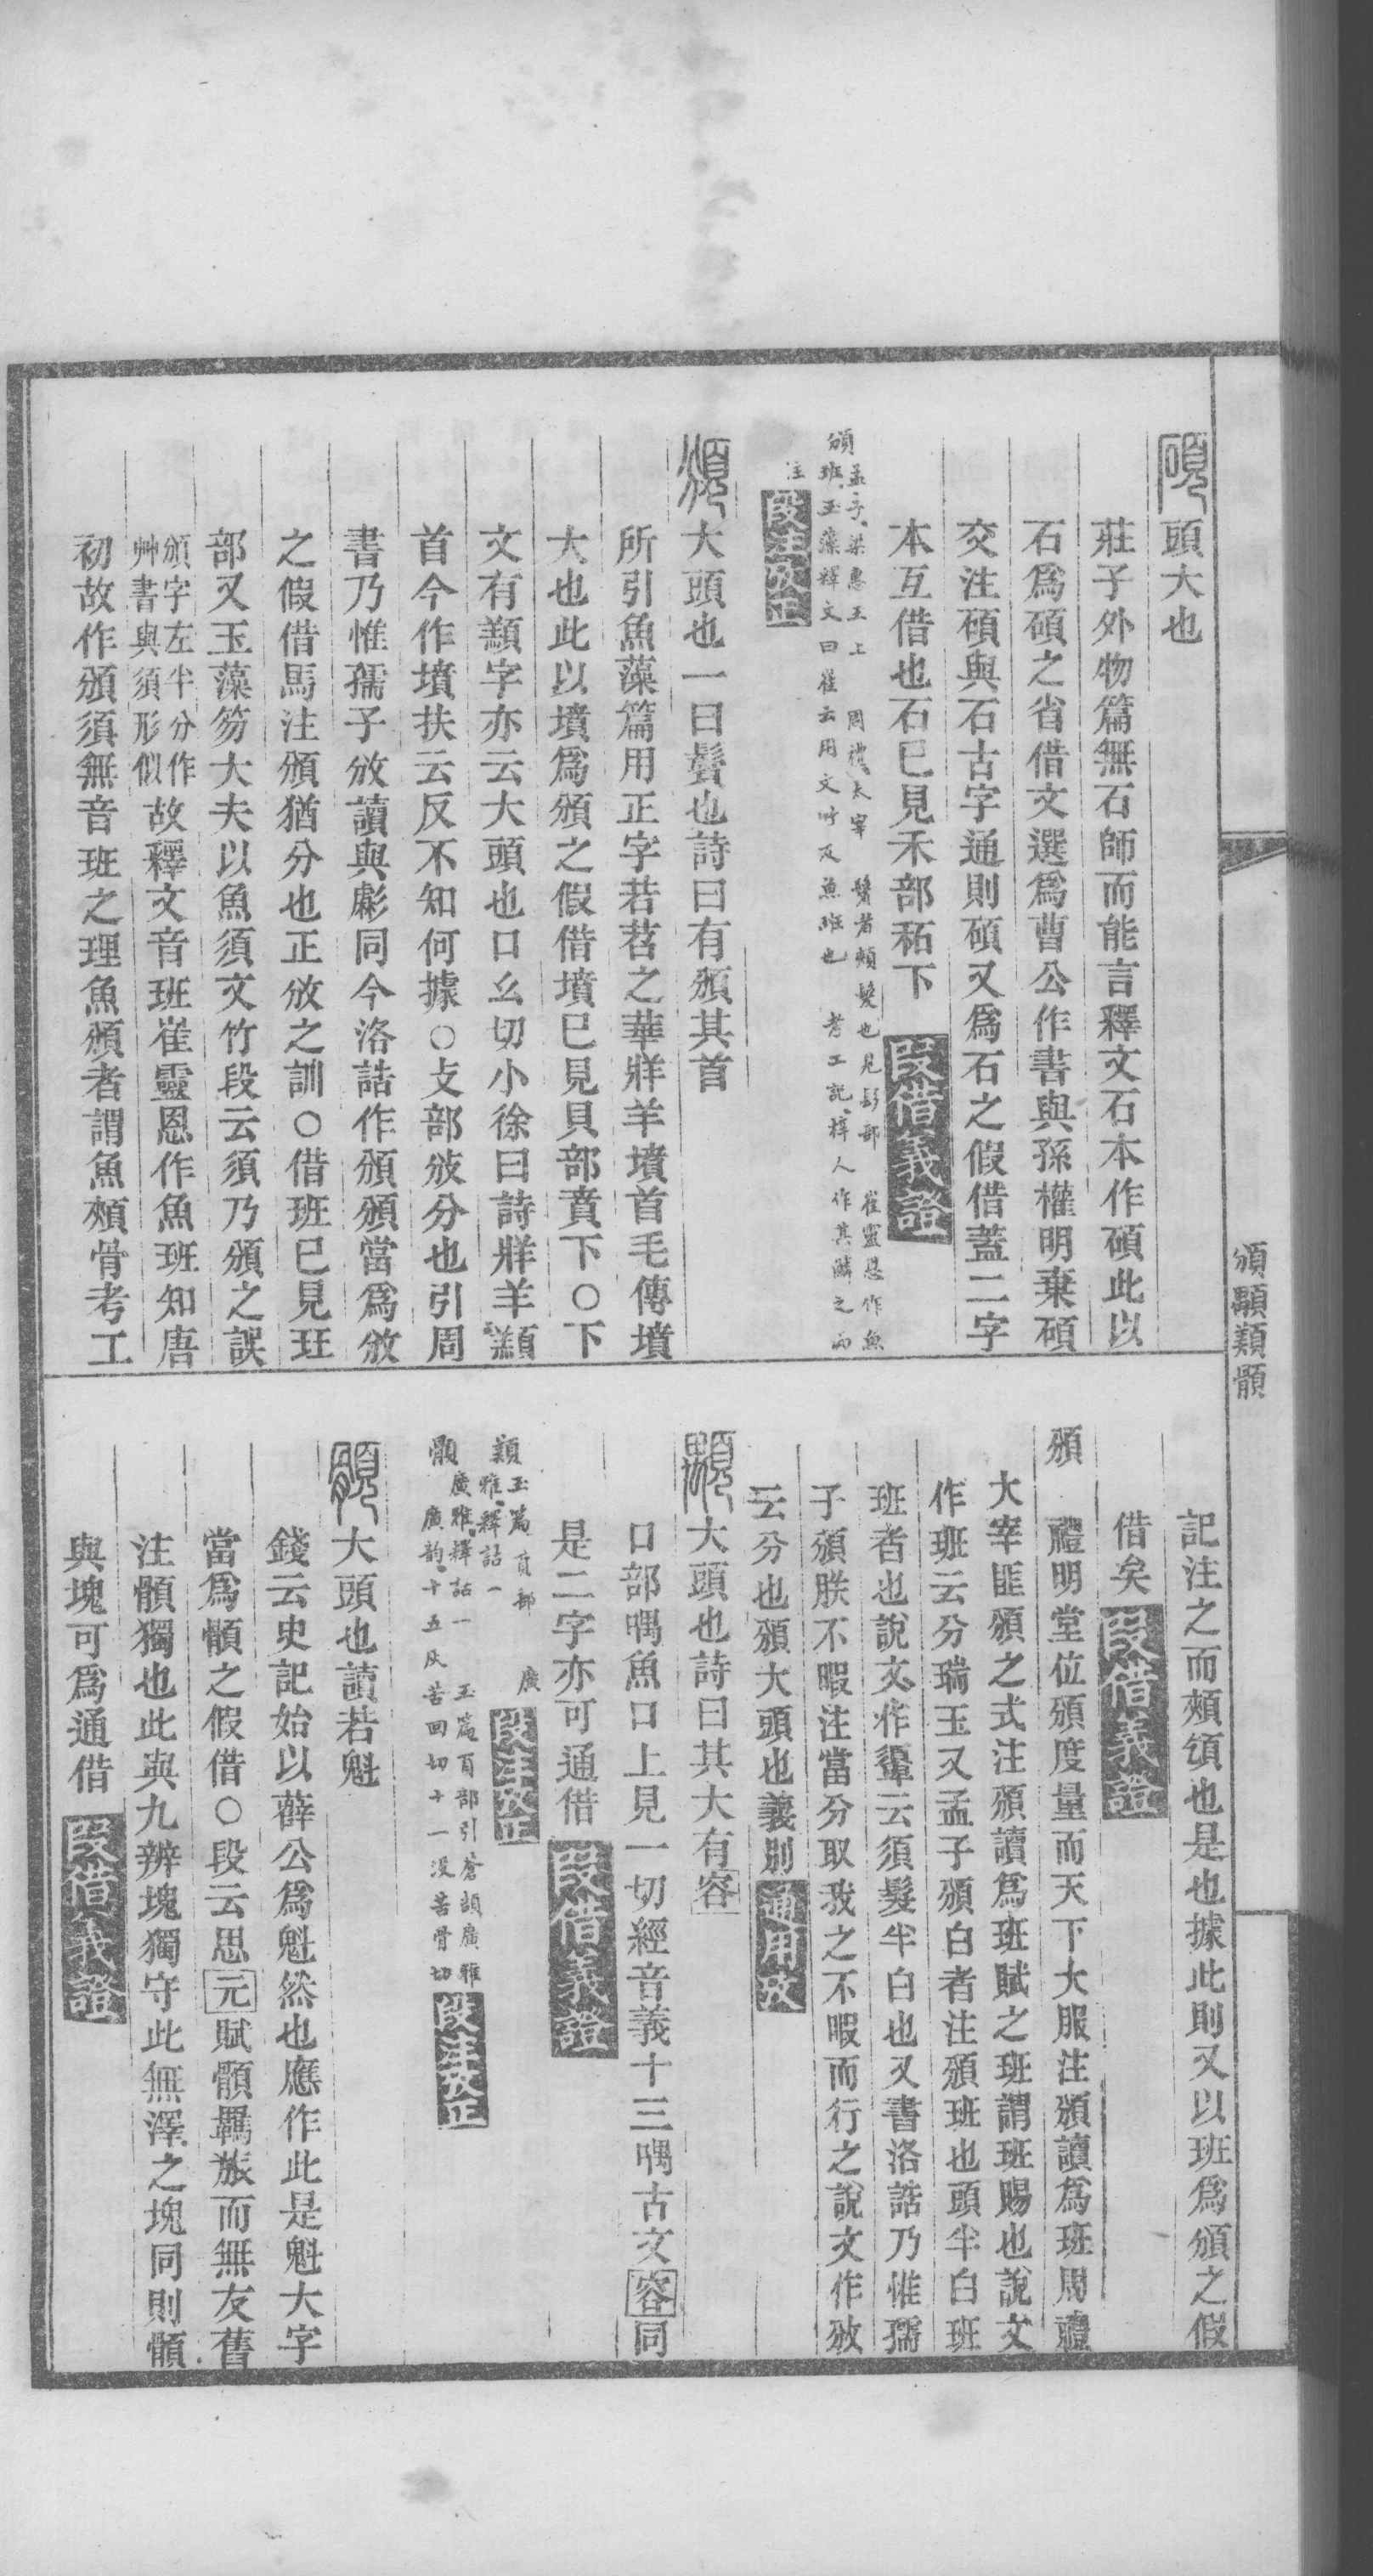 碩頭大也
莊子外物篇無石師而能言釋文石本作碩此以
石爲碩之省借文選爲曹公作書與孫權明棄碩
交注碩與石古字通則碩又爲石之假借蓋二字
本互借也石已見禾部䄷下 叚借義證
頒孟子、梁惠王上 周禮、大宰 鬢者頰髮也見髟部 崔靈恩作魚
班、玉藻釋文曰崔云用文竹及魚班也 考工記、梓人作其鱗之而
注 段注攷正
頒大頭也一曰鬢也詩曰有頒其首
所引魚藻篇用正字若苕之華牂羊墳首毛傳墳
大也此以墳爲頒之假借墳已見貝部賁下○下
文有顤字亦云大頭也口幺切小徐曰詩牂羊顤
首今作墳扶云反不知何據○攴部攽分也引周
書乃惟孺子攽讀與虨同今洛誥作頒頒當爲攽
之假借馬注頒猶分也正攽之訓○借班已見玨
部又玉藻笏大夫以魚須文竹段云須乃頒之誤
頒字左半分作
艸書與須形似故釋文音班崔靈恩作魚班知唐
初故作頒須無音班之理魚頒者謂魚頰骨考工
頒顒顝
記注之而頰頌也是也據此則又以班爲頒之假
借矣 叚借義證
頒 禮明堂位頒度量而天下大服注頒讀爲班周禮
大宰匪頒之式注頒讀爲班賦之班謂班賜也說文
作班云分瑞玉又孟子頒白者注頒班也頭半白班
班者也說文作辬云須髮半白也又書洛誥乃惟孺
子頒朕不暇注當分取我之不暇而行之說文作攽
云分也頒大頭也義別 通用攷
顒大頭也詩曰其大有容
口部喁魚口上見一切經音義十三喁古文容同
是二字亦可通借 叚借義證
玉篇頁部 廣
雅、釋詁一 段注攷正
顝廣雅、釋詁一 玉篇頁部引蒼頡廣雅
廣韵、十五灰苦回切十一沒苦骨切 段注攷正
顝大頭也讀若魁
錢云史記始以薛公爲魁然也應作此是魁大字
當爲顝之假借○段云思元賦顝羈旅而無友舊
注顝獨也此與九辨塊獨守此無澤之塊同則顝
與塊可爲通借 叚借義證